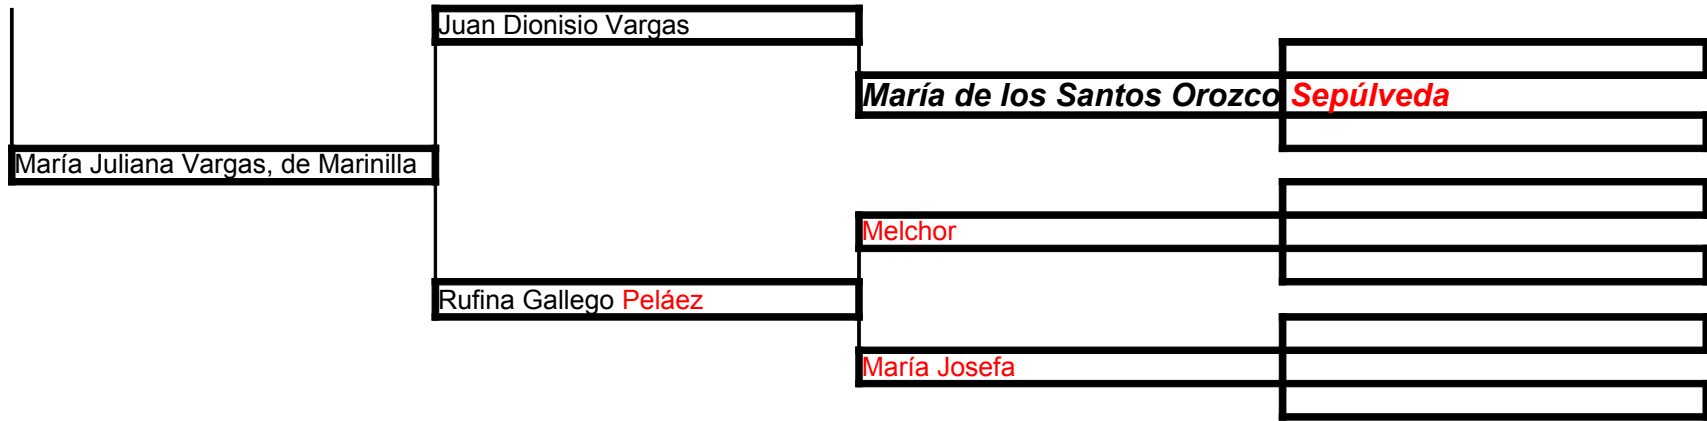 Juan Dionisio Vargas
María de los Santos Orozco Sepúlveda
María Juliana Vargas, de Marinilla
Melchor
Rufina Gallego Peláez
María Josefa